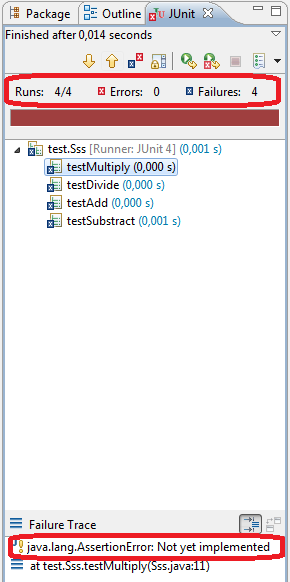 Package Outline JUnit
Finished after 0,014 seconds
Runs: 4/4 Errors: 0 Failures: 4
test.Sss [Runner: JUnit 4] (0,001 s)
testMultiply (0,000 s)
testDivide (0,000 s)
testAdd (0,000 s)
testSubstract (0,001 s)
Failure Trace
java.lang.AssertionError: Not yet implemented
at test.Sss.testMultiply(Sss.java:11)